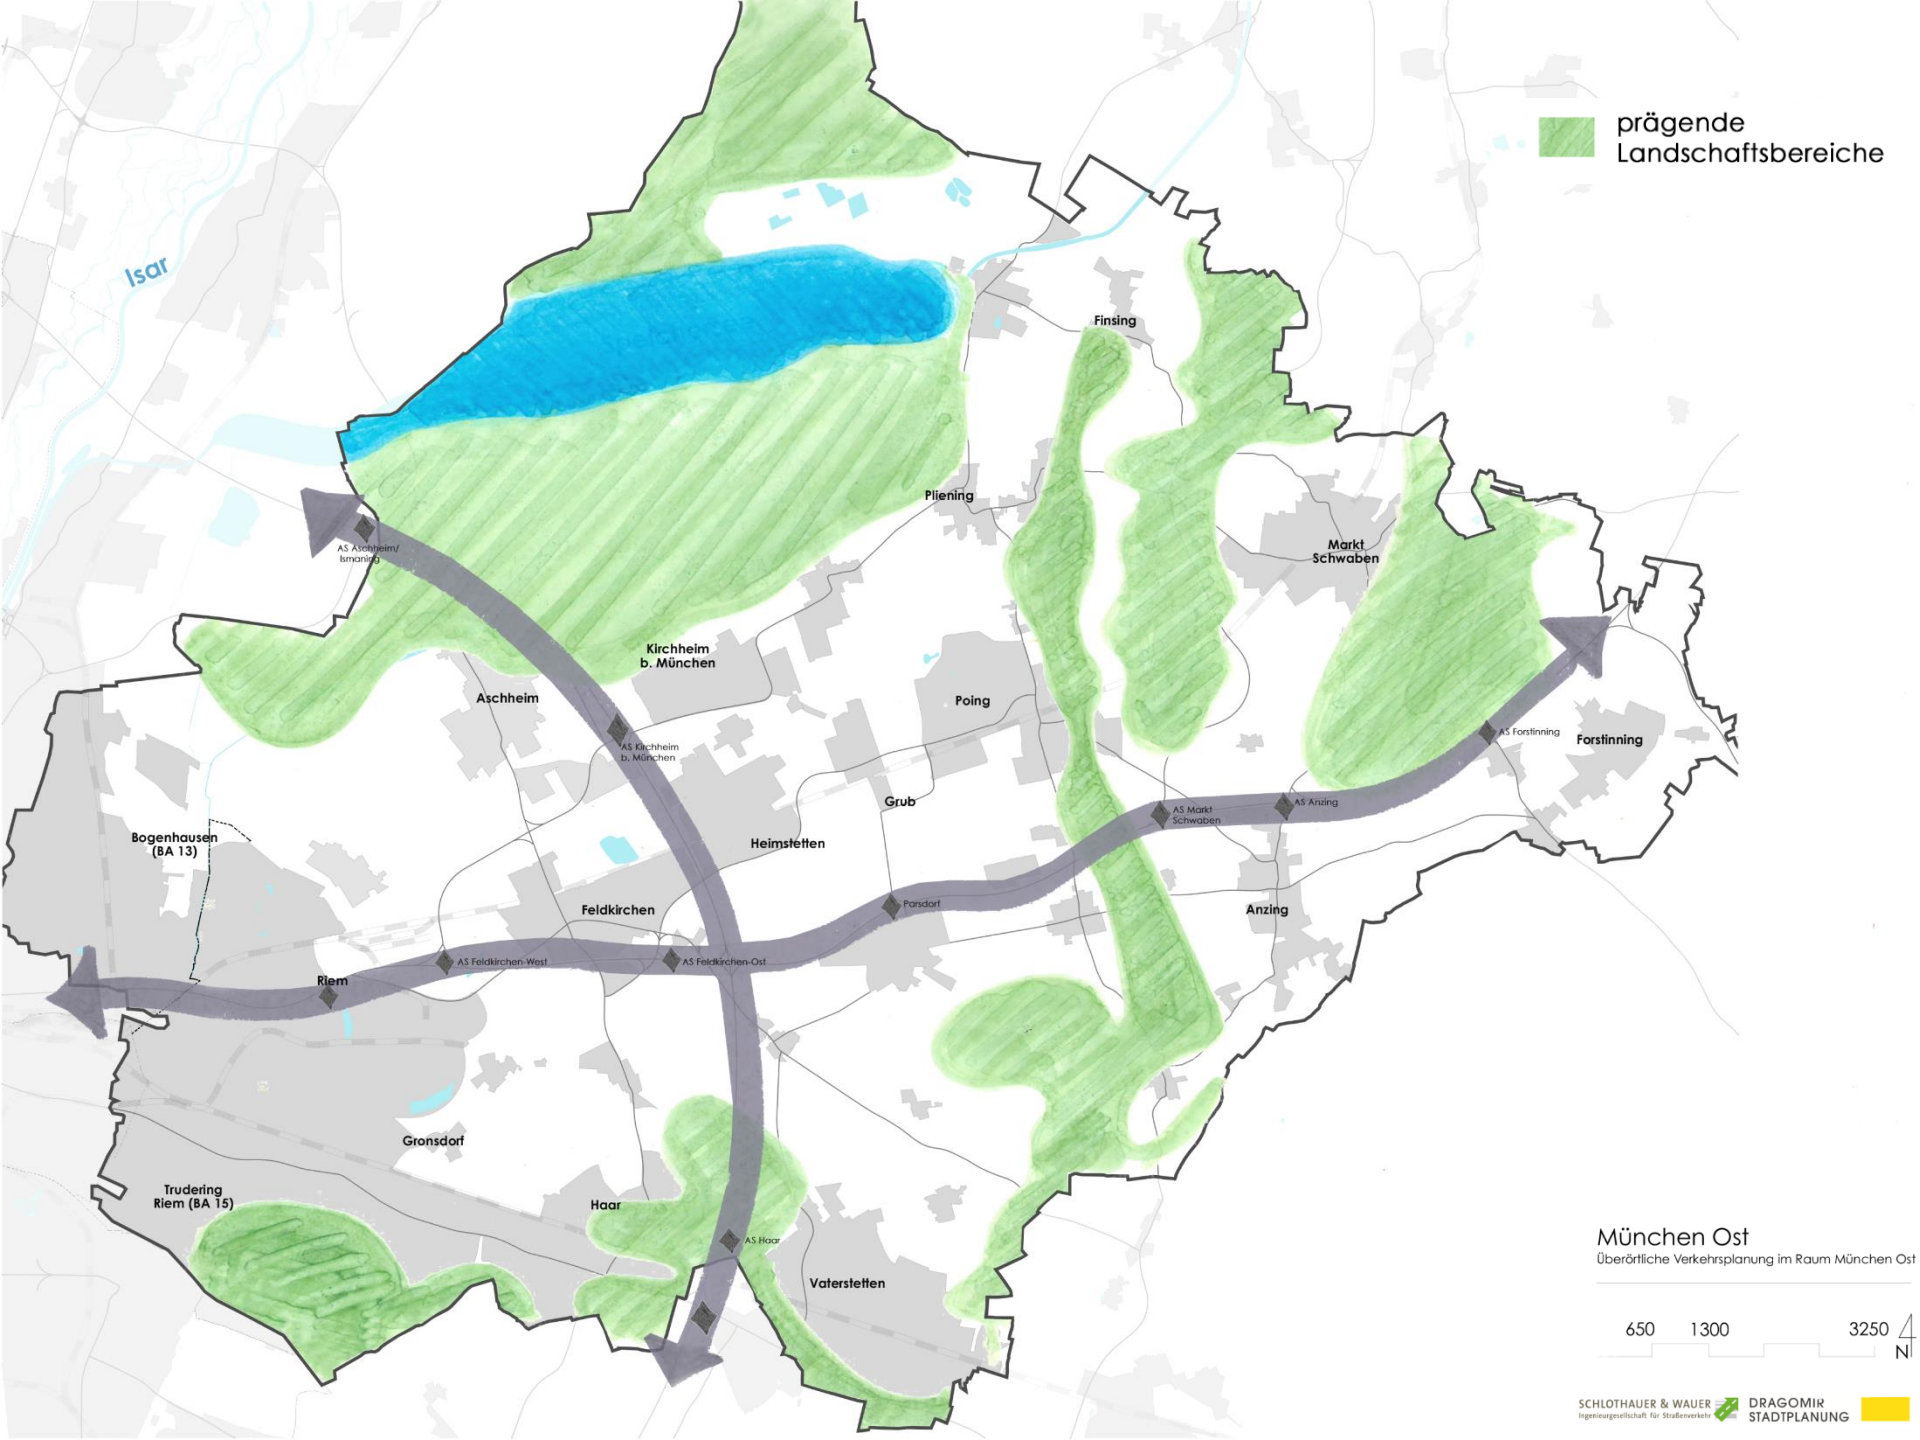 prägende
Landschaftsbereiche
Isar
Finsing
Pliening
AS Aschheim/
Ismaning
Markt
Schwaben
Kirchheim
b. München
Aschheim
Poing
AS Kirchheim
b. München
AS Forstinning
Forstinning
Grub
AS Markt
Schwaben
AS Anzing
Bogenhausen
(BA 13)
Heimstetten
Feldkirchen
Parsdorf
Anzing
AS Feldkirchen-West
AS Feldkirchen-Ost
Riem
Gronsdorf
Trudering
Riem (BA 15)
Haar
AS Haar
Vaterstetten
München Ost
Überörtliche Verkehrsplanung im Raum München Ost
650 1300 3250
N
SCHLOTHAUER & WAUER
Ingenieurgesellschaft für Straßenverkehr
DRAGOMIR
STADTPLANUNG